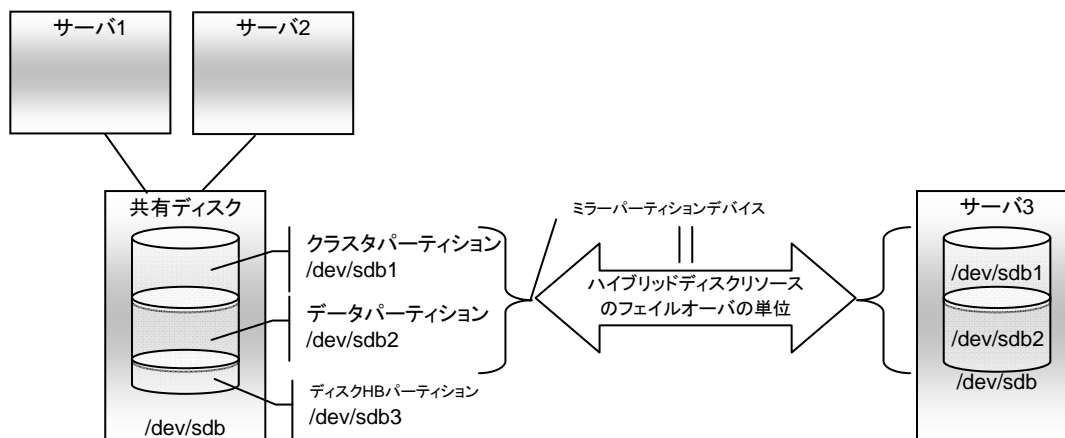 サーバ1
サーバ2
共有ディスク
クラスタパーティション
/dev/sdb1
データパーティション
/dev/sdb2
ディスクHBパーティション
/dev/sdb3
/dev/sdb
ミラーパーティションデバイス
ハイブリッドディスクリソース
のフェイルオーバの単位
サーバ3
/dev/sdb1
/dev/sdb2
/dev/sdb